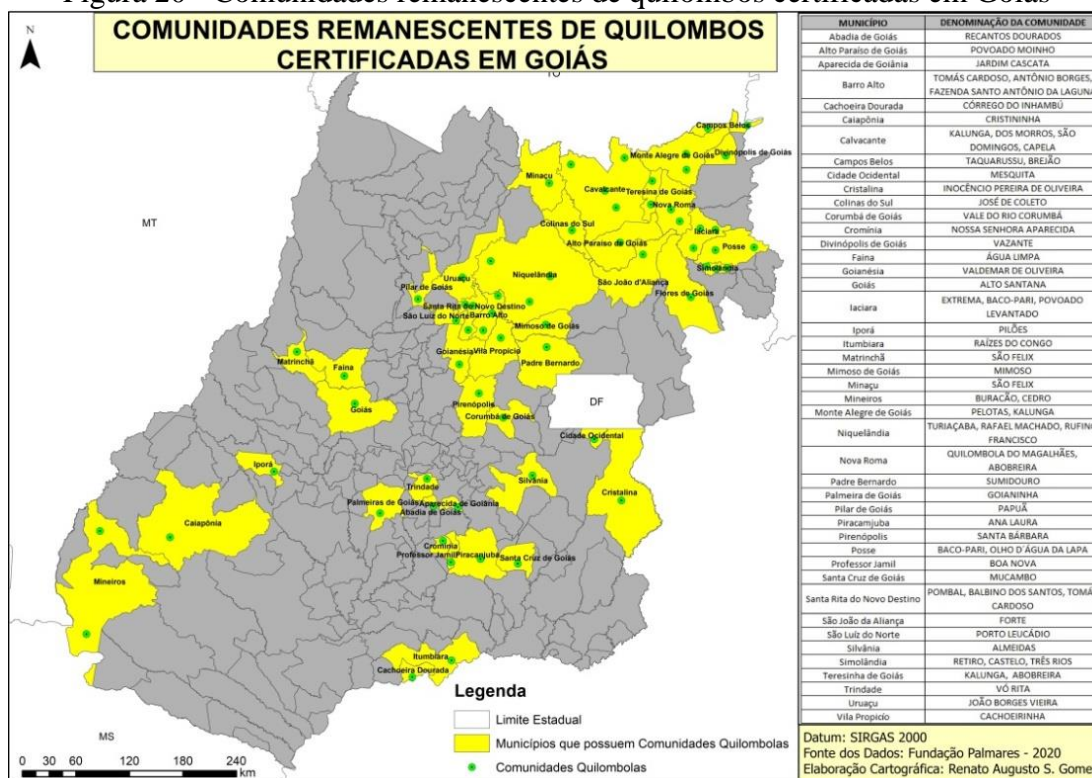 Figura 20 - Comunidades remanescentes de quilombos certificadas em Goiás
COMUNIDADES REMANESCENTES DE QUILOMBOS
CERTIFICADAS EM GOIÁS
N
TO
MT
MS
DF
Campos Belos
Monte Alegre de Goiás
Divinópolis de Goiás
Minaçu
Cavalcante
Teresina de Goiás
Nova Roma
Colinas do Sul
Iaciara
Alto Paraíso de Goiás
Posse
Simolândia
Niquelândia
São João d'Aliança
Flores de Goiás
Uruaçu
Pilar de Goiás
Santa Rita do Novo Destino
São Luiz do Norte
Barro Alto
Mimoso de Goiás
Goianésia
Vila Propício
Padre Bernardo
Matrinchã
Faina
Goiás
Pirenópolis
Corumbá de Goiás
Cidade Ocidental
Iporá
Trindade
Silvânia
Cristalina
Palmeiras de Goiás
Aparecida de Goiânia
Abadia de Goiás
Caiapônia
Cromínia
Professor Jamil
Piracanjuba
Santa Cruz de Goiás
Mineiros
Itumbiara
Cachoeira Dourada
Legenda
Limite Estadual
Municípios que possuem Comunidades Quilombolas
Comunidades Quilombolas
0 30 60 120 180 240
km
MUNICÍPIO DENOMINAÇÃO DA COMUNIDADE
Abadia de Goiás RECANTOS DOURADOS
Alto Paraíso de Goiás POVOADO MOINHO
Aparecida de Goiânia JARDIM CASCATA
Barro Alto TOMÁS CARDOSO, ANTÔNIO BORGES,
FAZENDA SANTO ANTÔNIO DA LAGUNA
Cachoeira Dourada CÓRREGO DO INHAMBÚ
Caiapônia CRISTININHA
Calvacante KALUNGA, DOS MORROS, SÃO
DOMINGOS, CAPELA
Campos Belos TAQUARUSSU, BREJÃO
Cidade Ocidental MESQUITA
Cristalina INOCÊNCIO PEREIRA DE OLIVEIRA
Colinas do Sul JOSÉ DE COLETO
Corumbá de Goiás VALE DO RIO CORUMBÁ
Cromínia NOSSA SENHORA APARECIDA
Divinópolis de Goiás VAZANTE
Faina ÁGUA LIMPA
Goianésia VALDEMAR DE OLIVEIRA
Goiás ALTO SANTANA
Iaciara EXTREMA, BACO-PARI, POVOADO
LEVANTADO
Iporá PILÕES
Itumbiara RAÍZES DO CONGO
Matrinchã SÃO FELIX
Mimoso de Goiás MIMOSO
Minaçu SÃO FELIX
Mineiros BURACÃO, CEDRO
Monte Alegre de Goiás PELOTAS, KALUNGA
Niquelândia TURIAÇABA, RAFAEL MACHADO, RUFINO
FRANCISCO
Nova Roma QUILOMBOLA DO MAGALHÃES,
ABOBREIRA
Padre Bernardo SUMIDOURO
Palmeira de Goiás GOIANINHA
Pilar de Goiás PAPUÃ
Piracamjuba ANA LAURA
Pirenópolis SANTA BÁRBARA
Posse BACO-PARI, OLHO D'ÁGUA DA LAPA
Professor Jamil BOA NOVA
Santa Cruz de Goiás MUCAMBO
Santa Rita do Novo Destino POMBAL, BALBINO DOS SANTOS, TOMÁS
CARDOSO
São João da Aliança FORTE
São Luíz do Norte PORTO LEUCÁDIO
Silvânia ALMEIDAS
Simolândia RETIRO, CASTELO, TRÊS RIOS
Teresinha de Goiás KALUNGA, ABOBREIRA
Trindade VÓ RITA
Uruaçu JOÃO BORGES VIEIRA
Vila Propicío CACHOEIRINHA
Datum: SIRGAS 2000
Fonte dos Dados: Fundação Palmares - 2020
Elaboração Cartográfica: Renato Augusto S. Gomes